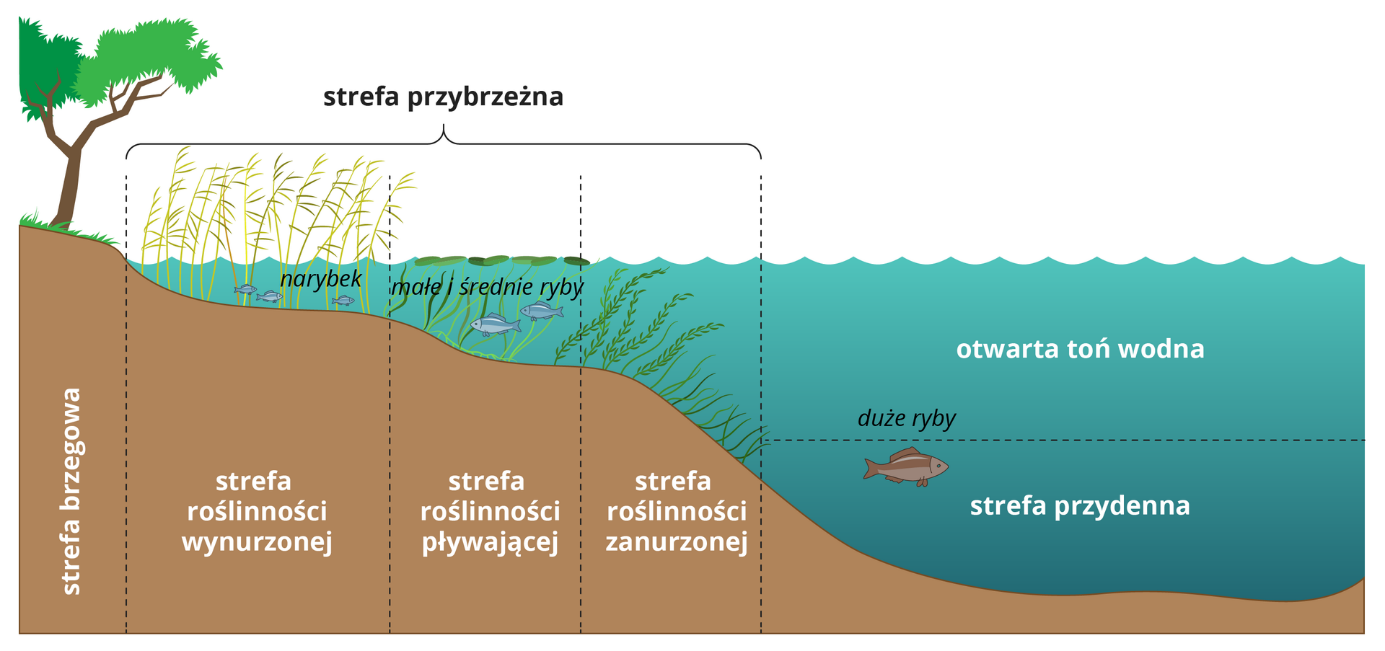 strefa przybrzeżna
narybek
małe i średnie ryby
otwarta toń wodna
duże ryby
strefa brzegowa
strefa
roślinności
wynurzonej
strefa
roślinności
pływającej
strefa
roślinności
zanurzonej
strefa przydenna